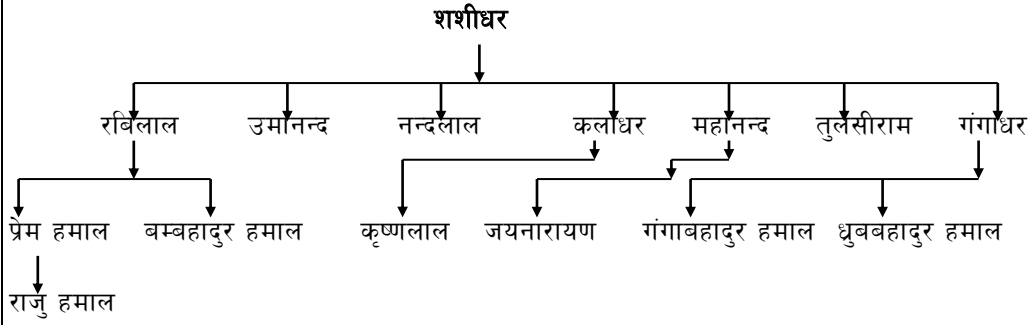 शशीधर
रबिलाल उमानन्द नन्दलाल कलाधर महानन्द तुलसीराम गंगाधर
प्रेम हमाल बम्बहादुर हमाल कृष्णलाल जयनारायण गंगाबहादुर हमाल ध्रुबबहादुर हमाल
राजु हमाल